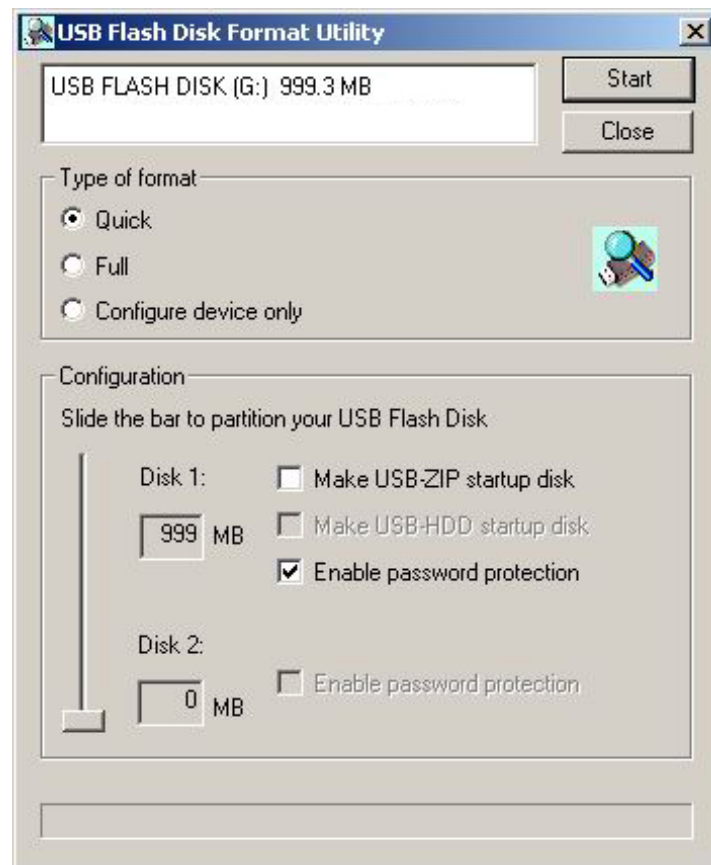 USB Flash Disk Format Utility
USB FLASH DISK (G:) 999.3 MB
Start
Close
Type of format
Quick
Full
Configure device only
Configuration
Slide the bar to partition your USB Flash Disk
Disk 1:
Make USB-ZIP startup disk
999 MB
Make USB-HDD startup disk
Enable password protection
Disk 2:
0 MB
Enable password protection